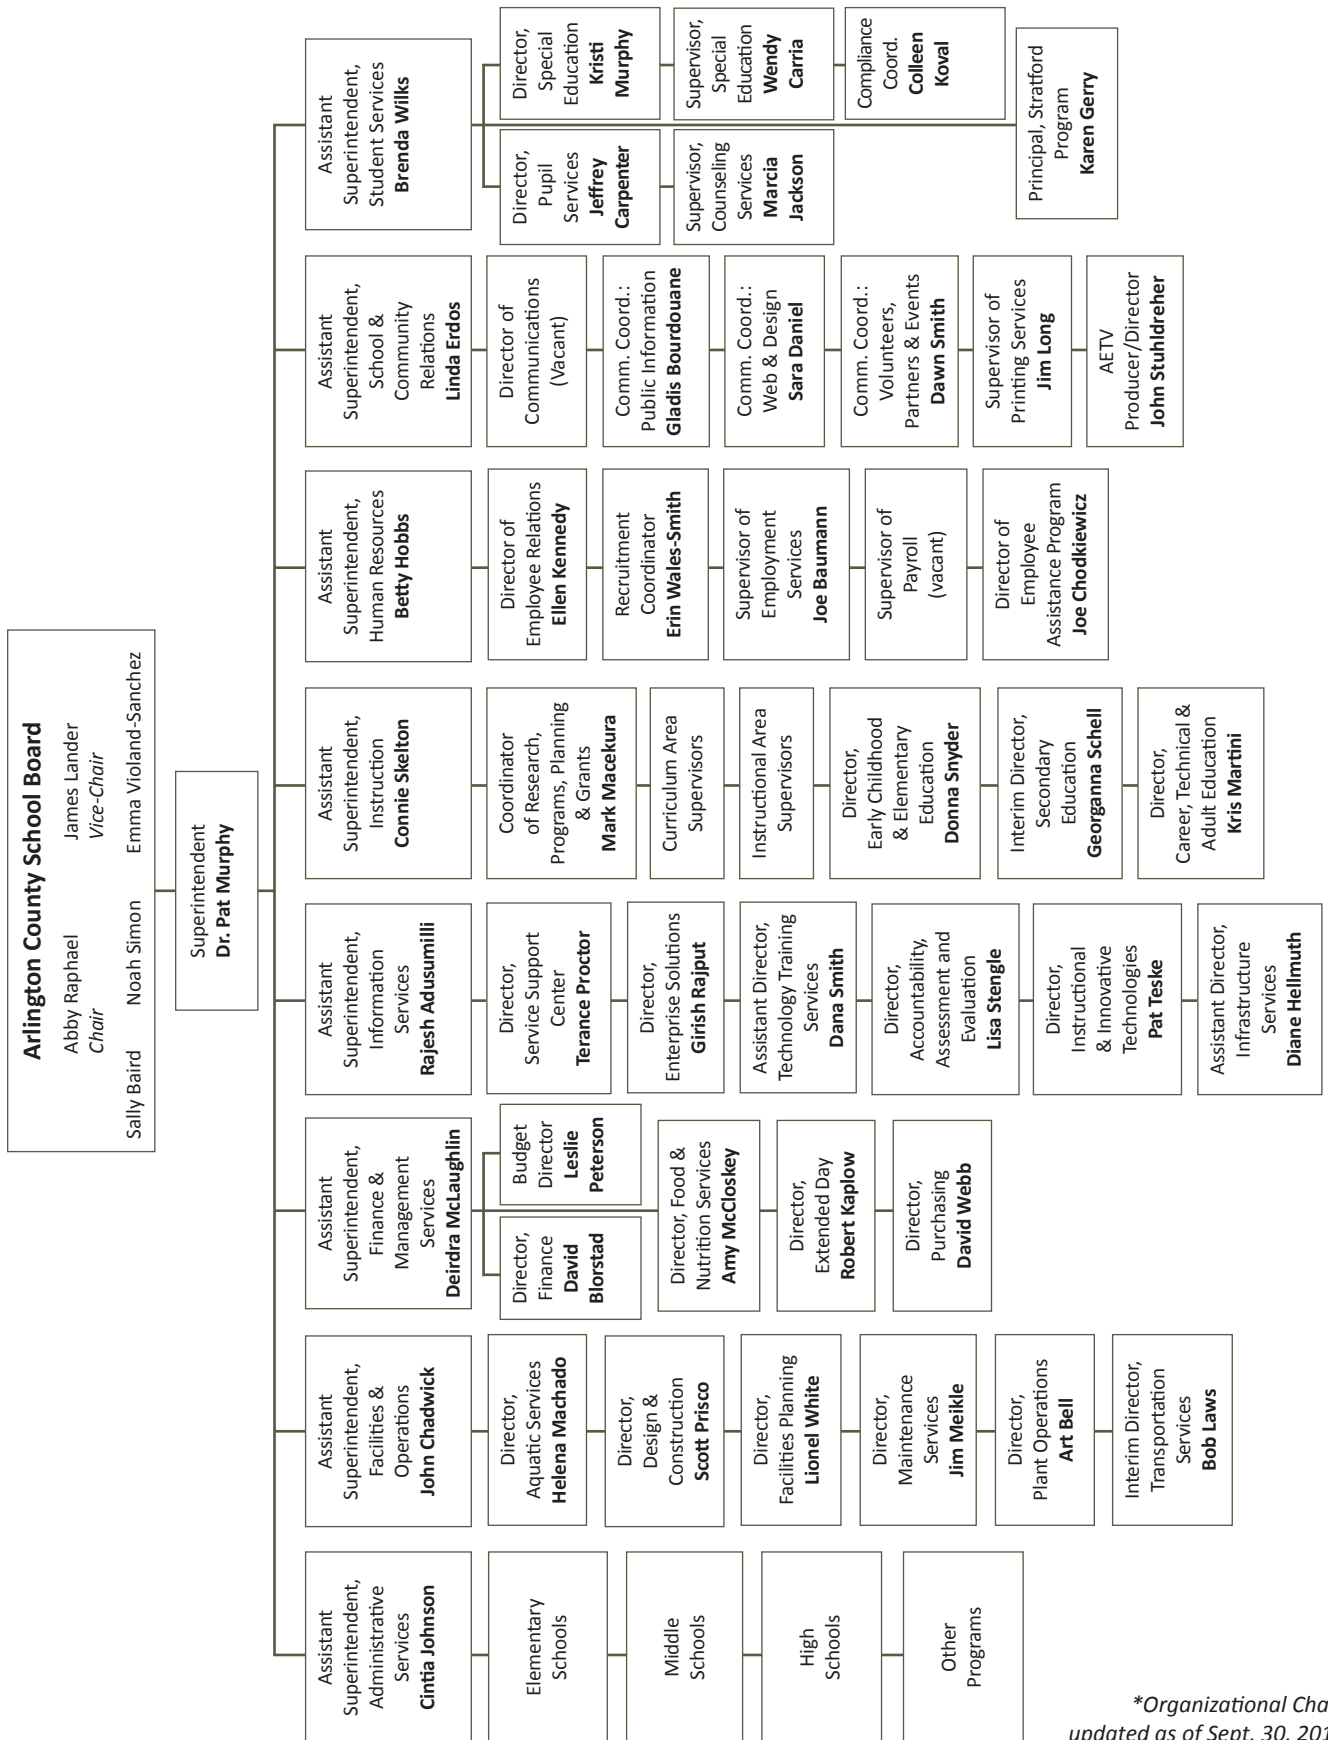 Arlington County School Board
Abby Raphael
Chair
James Lander
Vice-Chair
Sally Baird
Noah Simon
Emma Violand-Sanchez
Superintendent
Dr. Pat Murphy
Assistant
Superintendent,
Administrative
Services
Cintia Johnson
Elementary
Schools
Middle
Schools
High
Schools
Other
Programs
Assistant
Superintendent,
Facilities &
Operations
John Chadwick
Director,
Aquatic Services
Helena Machado
Director,
Design &
Construction
Scott Prisco
Director,
Facilities Planning
Lionel White
Director,
Maintenance
Services
Jim Meikle
Director,
Plant Operations
Art Bell
Interim Director,
Transportation
Services
Bob Laws
Assistant
Superintendent,
Finance &
Management
Services
Deirdra McLaughlin
Director,
Finance
David
Blorstad
Budget
Director
Leslie
Peterson
Director, Food &
Nutrition Services
Amy McCloskey
Director,
Extended Day
Robert Kaplow
Director,
Purchasing
David Webb
Assistant
Superintendent,
Information
Services
Rajesh Adusumilli
Director,
Service Support
Center
Terance Proctor
Director,
Enterprise Solutions
Girish Rajput
Assistant Director,
Technology Training
Services
Dana Smith
Director,
Accountability,
Assessment and
Evaluation
Lisa Stengle
Director,
Instructional
& Innovative
Technologies
Pat Teske
Assistant Director,
Infrastructure
Services
Diane Hellmuth
Assistant
Superintendent,
Instruction
Connie Skelton
Coordinator
of Research,
Programs, Planning
& Grants
Mark Macekura
Curriculum Area
Supervisors
Instructional Area
Supervisors
Director,
Early Childhood
& Elementary
Education
Donna Snyder
Interim Director,
Secondary
Education
Georganna Schell
Director,
Career, Technical &
Adult Education
Kris Martini
Assistant
Superintendent,
Human Resources
Betty Hobbs
Director of
Employee Relations
Ellen Kennedy
Recruitment
Coordinator
Erin Wales-Smith
Supervisor of
Employment
Services
Joe Baumann
Supervisor of
Payroll
(vacant)
Director of
Employee
Assistance Program
Joe Chodkiewicz
Assistant
Superintendent,
School &
Community
Relations
Linda Erdos
Director of
Communications
(Vacant)
Comm. Coord.:
Public Information
Gladis Bourdouane
Comm. Coord.:
Web & Design
Sara Daniel
Comm. Coord.:
Volunteers,
Partners & Events
Dawn Smith
Supervisor of
Printing Services
Jim Long
AETV
Producer/Director
John Stuhldreher
Assistant
Superintendent,
Student Services
Brenda Wilks
Director,
Pupil
Services
Jeffrey
Carpenter
Supervisor,
Counseling
Services
Marcia
Jackson
Director,
Special
Education
Kristi
Murphy
Supervisor,
Special
Education
Wendy
Carria
Compliance
Coord.
Colleen
Koval
Principal, Stratford
Program
Karen Gerry
*Organizational Cha
updated as of Sept. 30, 201